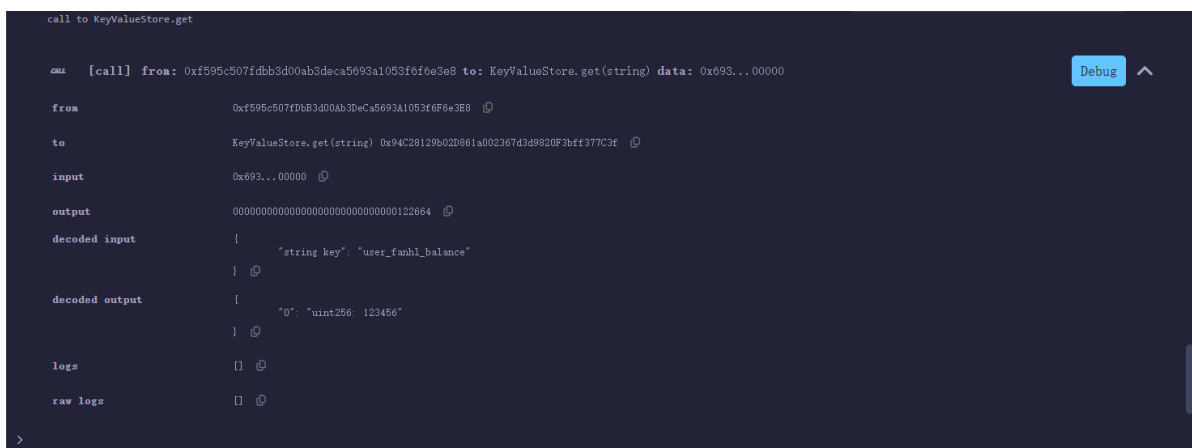 call to KeyValueStore.get
CALL [call] from: 0xf595c507fdbb3d00ab3deca5693a1053f6f6e3e8 to: KeyValueStore.get(string) data: 0x693...00000
Debug
from 0xf595c507fDbB3d00Ab3DeCa5693A1053f6F6e3E8
to KeyValueStore.get(string) 0x94C28129b02D861a002367d3d9820F3bff377C3f
input 0x693...00000
output 00000000000000000000000000000122664
decoded input {
"string key": "user_fanhl_balance"
}
decoded output {
"0": "uint256: 123456"
}
logs []
raw logs []
>